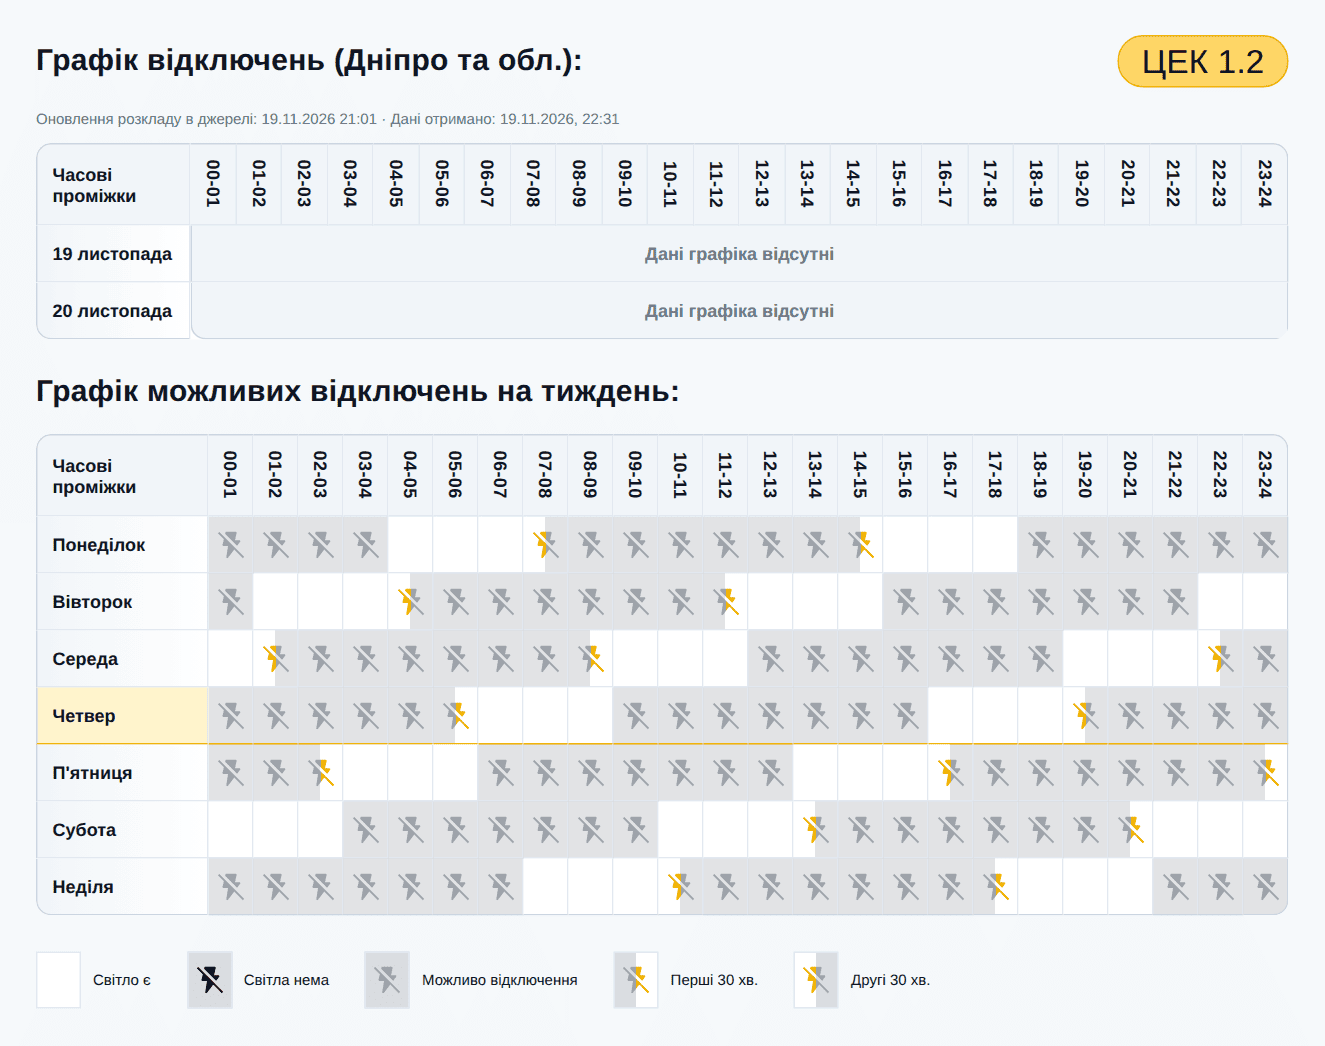 Графік відключень (Дніпро та обл.):
ЦЕК 1.2
Оновлення розкладу в джерелі: 19.11.2026 21:01 · Дані отримано: 19.11.2026, 22:31
Часові проміжки 00-01 01-02 02-03 03-04 04-05 05-06 06-07 07-08 08-09 09-10 10-11 11-12 12-13 13-14 14-15 15-16 16-17 17-18 18-19 19-20 20-21 21-22 22-23 23-24
19 листопада Дані графіка відсутні
20 листопада Дані графіка відсутні
Графік можливих відключень на тиждень:
Часові проміжки 00-01 01-02 02-03 03-04 04-05 05-06 06-07 07-08 08-09 09-10 10-11 11-12 12-13 13-14 14-15 15-16 16-17 17-18 18-19 19-20 20-21 21-22 22-23 23-24
Понеділок
Вівторок
Середа
Четвер
П'ятниця
Субота
Неділя
Світло є Світла нема Можливо відключення Перші 30 хв. Другі 30 хв.